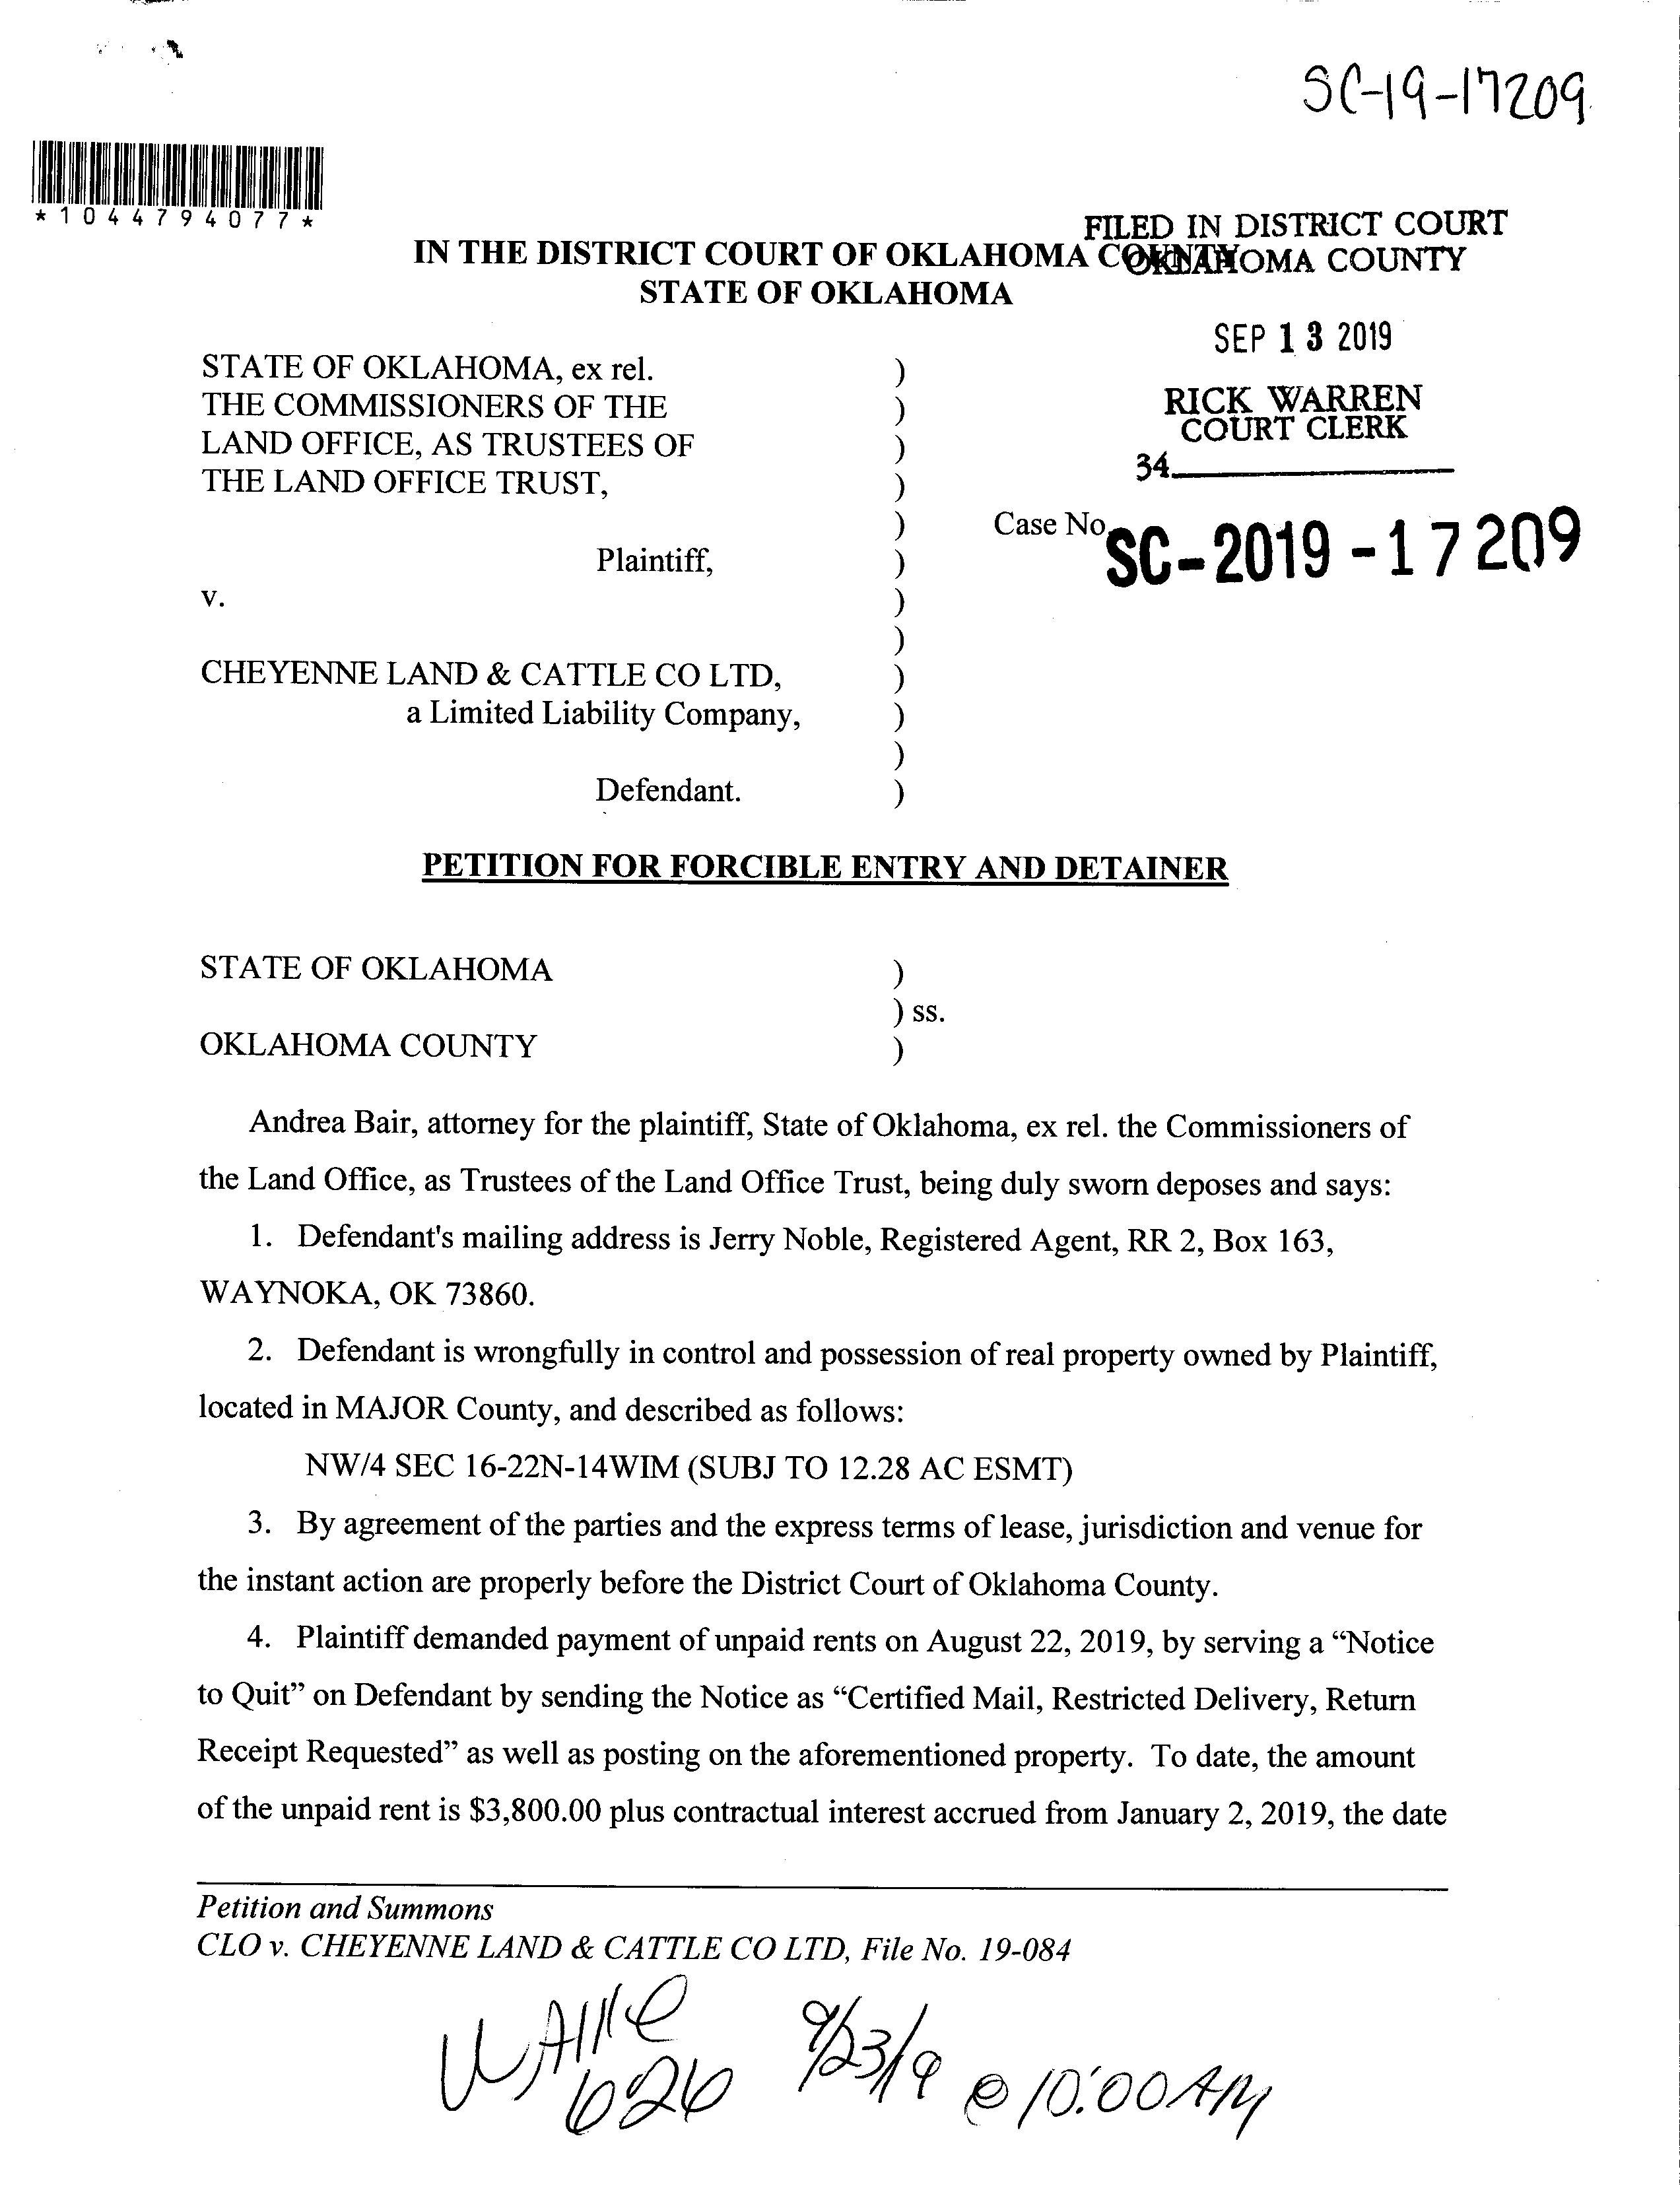 SC-19-17209
*1044794077*
FILED IN DISTRICT COURT
OKLAHOMA COUNTY
IN THE DISTRICT COURT OF OKLAHOMA COUNTY
STATE OF OKLAHOMA
SEP 13 2019
RICK WARREN
COURT CLERK
34
STATE OF OKLAHOMA, ex rel. )
THE COMMISSIONERS OF THE )
LAND OFFICE, AS TRUSTEES OF )
THE LAND OFFICE TRUST, )
) Case No. SC-2019-17209
Plaintiff, )
v. )
)
CHEYENNE LAND & CATTLE CO LTD, )
a Limited Liability Company, )
)
Defendant. )
PETITION FOR FORCIBLE ENTRY AND DETAINER
STATE OF OKLAHOMA )
) ss.
OKLAHOMA COUNTY )
Andrea Bair, attorney for the plaintiff, State of Oklahoma, ex rel. the Commissioners of
the Land Office, as Trustees of the Land Office Trust, being duly sworn deposes and says:
1. Defendant's mailing address is Jerry Noble, Registered Agent, RR 2, Box 163,
WAYNOKA, OK 73860.
2. Defendant is wrongfully in control and possession of real property owned by Plaintiff,
located in MAJOR County, and described as follows:
NW/4 SEC 16-22N-14WIM (SUBJ TO 12.28 AC ESMT)
3. By agreement of the parties and the express terms of lease, jurisdiction and venue for
the instant action are properly before the District Court of Oklahoma County.
4. Plaintiff demanded payment of unpaid rents on August 22, 2019, by serving a “Notice
to Quit” on Defendant by sending the Notice as “Certified Mail, Restricted Delivery, Return
Receipt Requested” as well as posting on the aforementioned property. To date, the amount
of the unpaid rent is $3,800.00 plus contractual interest accrued from January 2, 2019, the date
Petition and Summons
CLO v. CHEYENNE LAND & CATTLE CO LTD, File No. 19-084
9/23/19 @ 10:00 AM
626